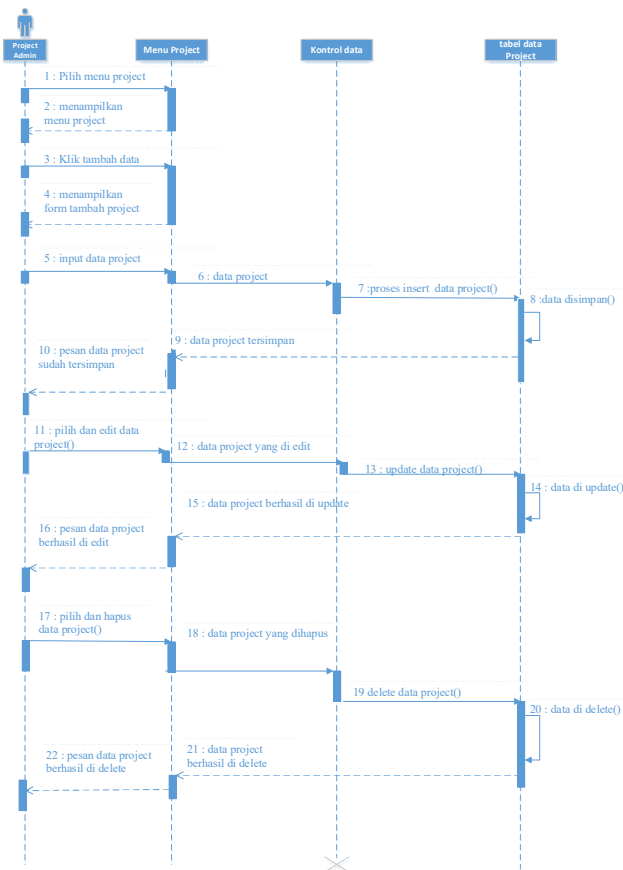 Project
Admin
Menu Project
Kontrol data
tabel data
Project
1 : Pilih menu project
2 : menampilkan
menu project
3 : Klik tambah data
4 : menampilkan
form tambah project
5 : input data project
6 : data project
7 :proses insert data project()
8 :data disimpan()
9 : data project tersimpan
10 : pesan data project
sudah tersimpan
11 : pilih dan edit data
project()
12 : data project yang di edit
13 : update data project()
14 : data di update()
15 : data project berhasil di update
16 : pesan data project
berhasil di edit
17 : pilih dan hapus
data project()
18 : data project yang dihapus
19 delete data project()
20 : data di delete()
21 : data project
berhasil di delete
22 : pesan data project
berhasil di delete